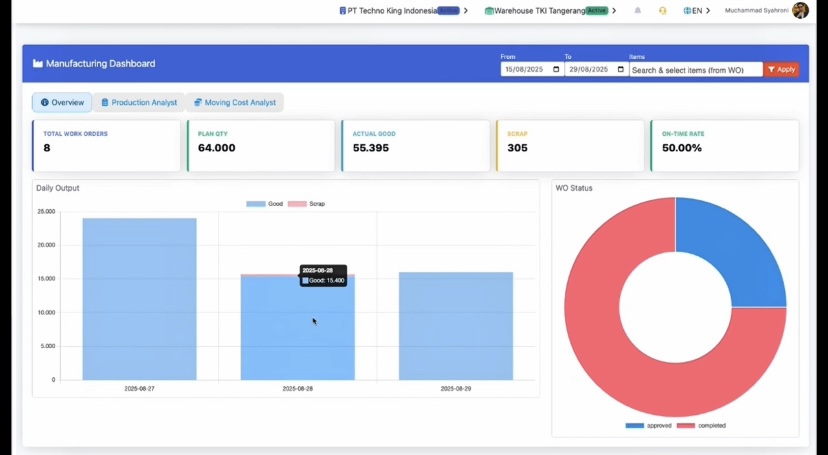 PT Techno King Indonesia Active > Warehouse TKI Tangerang Active > EN > Muchammad Syahroni
Manufacturing Dashboard
From To Items
15/08/2025 29/08/2025 Search & select items (from WO) Apply
Overview Production Analyst Moving Cost Analyst
TOTAL WORK ORDERS PLAN QTY ACTUAL GOOD SCRAP ON-TIME RATE
8 64.000 55.395 305 50.00%
Daily Output WO Status
Good Scrap
25.000
20.000
15.000
10.000
5.000
0
2025-08-28
Good: 15,400
2025-08-27 2025-08-28 2025-08-29
approved completed